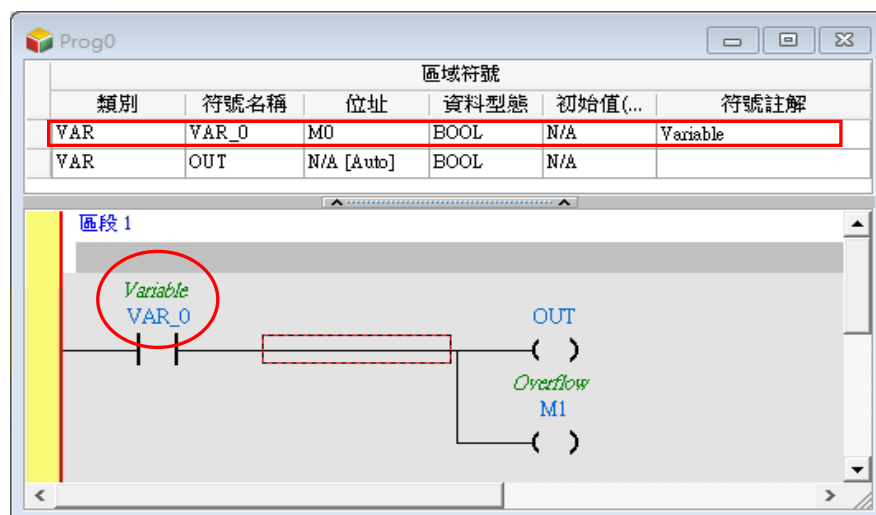 Prog0
區域符號
類別 符號名稱 位址 資料型態 初始值(... 符號註解
VAR VAR_0 M0 BOOL N/A Variable
VAR OUT N/A [Auto] BOOL N/A
區段 1
Variable
VAR_0 OUT
Overflow
M1